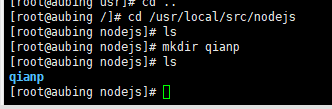 [root@aubing usr]# cd ..
[root@aubing /]# cd /usr/local/src/nodejs
[root@aubing nodejs]# ls
[root@aubing nodejs]# mkdir qianp
[root@aubing nodejs]# ls
qianp
[root@aubing nodejs]#